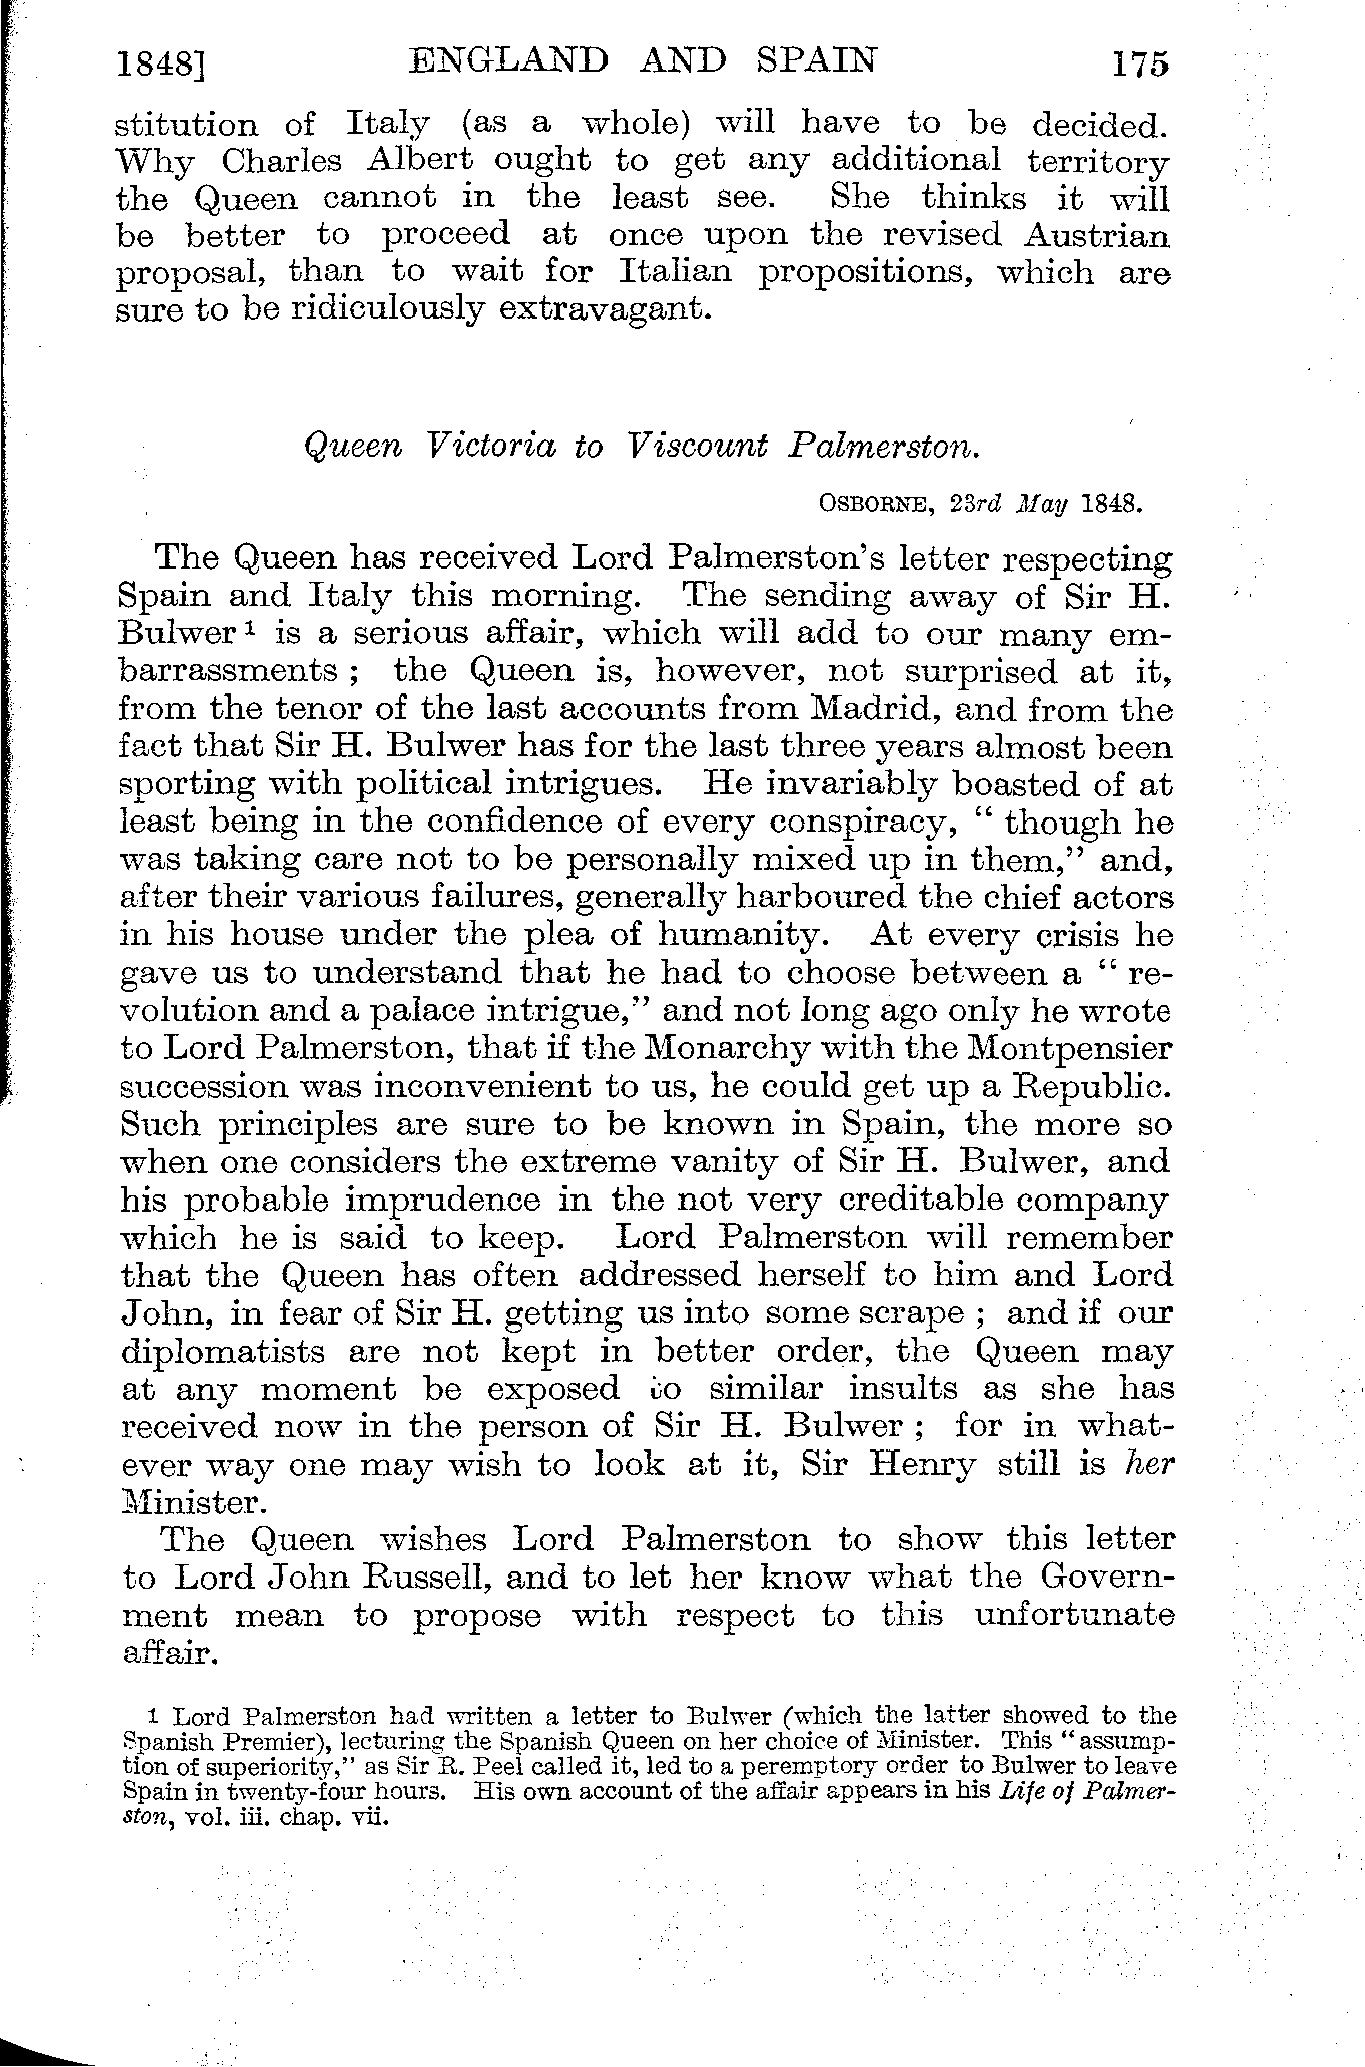 1848] ENGLAND AND SPAIN 175
stitution of Italy (as a whole) will have to be decided.
Why Charles Albert ought to get any additional territory
the Queen cannot in the least see. She thinks it will
be better to proceed at once upon the revised Austrian
proposal, than to wait for Italian propositions, which are
sure to be ridiculously extravagant.
Queen Victoria to Viscount Palmerston.
OSBORNE, 23rd May 1848.
The Queen has received Lord Palmerston's letter respecting
Spain and Italy this morning. The sending away of Sir H.
Bulwer 1 is a serious affair, which will add to our many em-
barrassments ; the Queen is, however, not surprised at it,
from the tenor of the last accounts from Madrid, and from the
fact that Sir H. Bulwer has for the last three years almost been
sporting with political intrigues. He invariably boasted of at
least being in the confidence of every conspiracy, " though he
was taking care not to be personally mixed up in them," and,
after their various failures, generally harboured the chief actors
in his house under the plea of humanity. At every crisis he
gave us to understand that he had to choose between a " re-
volution and a palace intrigue," and not long ago only he wrote
to Lord Palmerston, that if the Monarchy with the Montpensier
succession was inconvenient to us, he could get up a Republic.
Such principles are sure to be known in Spain, the more so
when one considers the extreme vanity of Sir H. Bulwer, and
his probable imprudence in the not very creditable company
which he is said to keep. Lord Palmerston will remember
that the Queen has often addressed herself to him and Lord
John, in fear of Sir H. getting us into some scrape ; and if our
diplomatists are not kept in better order, the Queen may
at any moment be exposed to similar insults as she has
received now in the person of Sir H. Bulwer ; for in what-
ever way one may wish to look at it, Sir Henry still is her
Minister.
The Queen wishes Lord Palmerston to show this letter
to Lord John Russell, and to let her know what the Govern-
ment mean to propose with respect to this unfortunate
affair.
1 Lord Palmerston had written a letter to Bulwer (which the latter showed to the
Spanish Premier), lecturing the Spanish Queen on her choice of Minister. This "assump-
tion of superiority," as Sir R. Peel called it, led to a peremptory order to Bulwer to leave
Spain in twenty-four hours. His own account of the affair appears in his Life of Palmer-
ston, vol. iii. chap. vii.